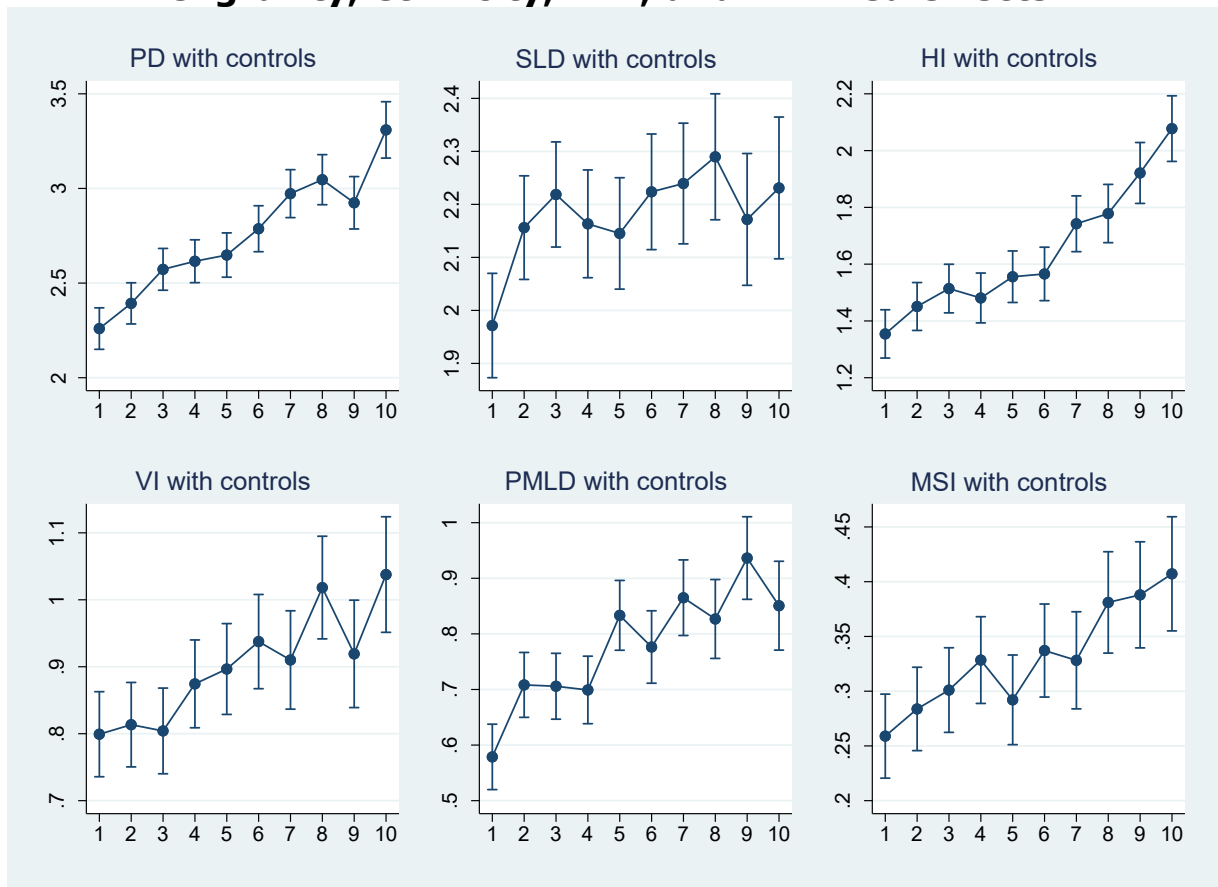 PD with controls
3.5
3
2.5
2
1 2 3 4 5 6 7 8 9 10
SLD with controls
2.4
2.3
2.2
2.1
2
1.9
1 2 3 4 5 6 7 8 9 10
HI with controls
2.2
2
1.8
1.6
1.4
1.2
1 2 3 4 5 6 7 8 9 10
VI with controls
1.1
1
.9
.8
.7
1 2 3 4 5 6 7 8 9 10
PMLD with controls
1
.9
.8
.7
.6
.5
1 2 3 4 5 6 7 8 9 10
MSI with controls
.45
.4
.35
.3
.25
.2
1 2 3 4 5 6 7 8 9 10